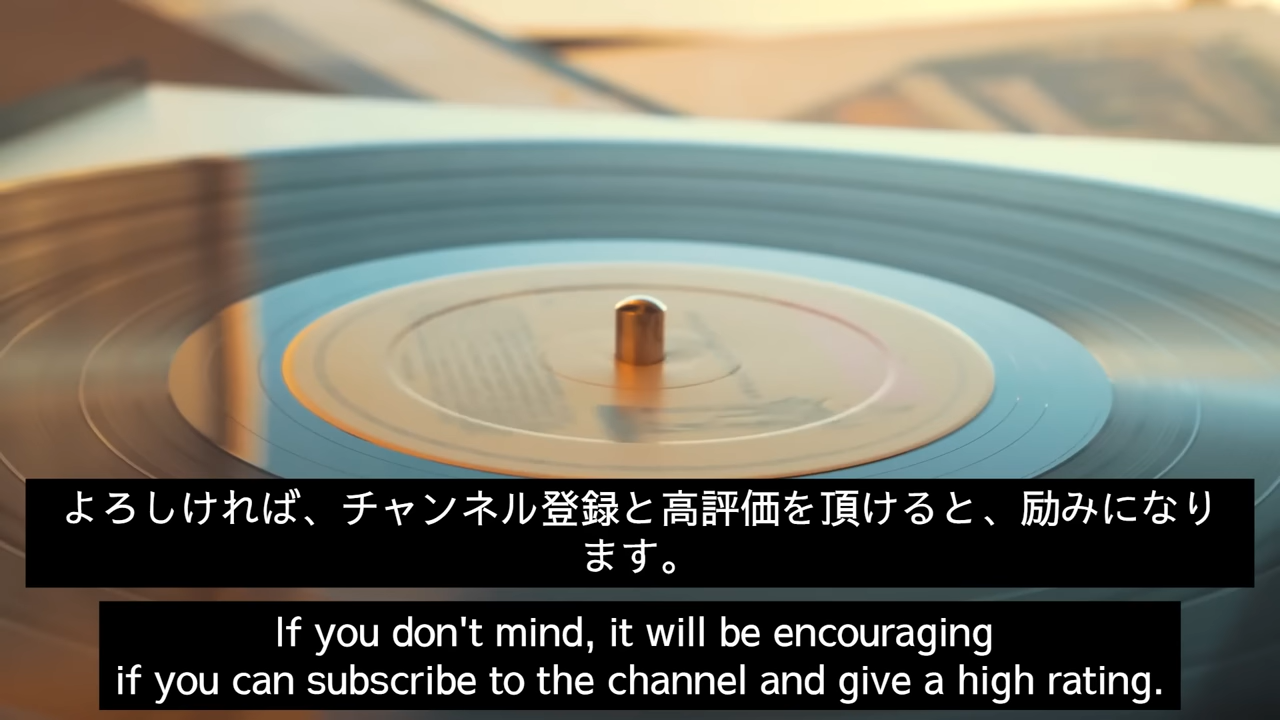 よろしければ、チャンネル登録と高評価を頂けると、励みになり
ます。
If you don't mind, it will be encouraging
if you can subscribe to the channel and give a high rating.